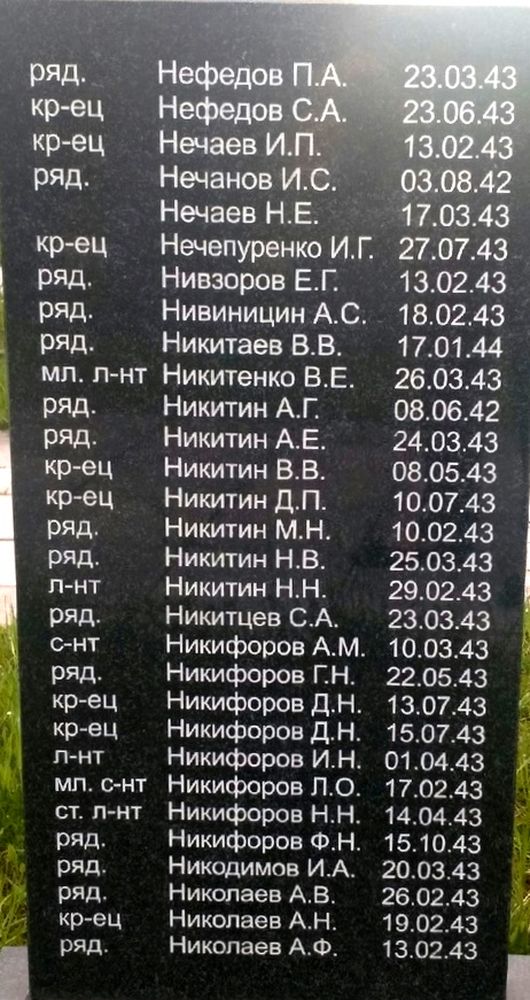 ряд. Нефедов П.А. 23.03.43
кр-ец Нефедов С.А. 23.06.43
кр-ец Нечаев И.П. 13.02.43
ряд. Нечанов И.С. 03.08.42
Нечаев Н.Е. 17.03.43
кр-ец Нечепуренко И.Г. 27.07.43
ряд. Нивзоров Е.Г. 13.02.43
ряд. Нивиницин А.С. 18.02.43
ряд. Никитаев В.В. 17.01.44
мл. л-нт Никитенко В.Е. 26.03.43
ряд. Никитин А.Г. 08.06.42
ряд. Никитин А.Е. 24.03.43
кр-ец Никитин В.В. 08.05.43
кр-ец Никитин Д.П. 10.07.43
ряд. Никитин М.Н. 10.02.43
ряд. Никитин Н.В. 25.03.43
л-нт Никитин Н.Н. 29.02.43
ряд. Никитцев С.А. 23.03.43
с-нт Никифоров А.М. 10.03.43
ряд. Никифоров Г.Н. 22.05.43
кр-ец Никифоров Д.Н. 13.07.43
кр-ец Никифоров Д.Н. 15.07.43
л-нт Никифоров И.Н. 01.04.43
мл. с-нт Никифоров Л.О. 17.02.43
ст. л-нт Никифоров Н.Н. 14.04.43
ряд. Никифоров Ф.Н. 15.10.43
ряд. Никодимов И.А. 20.03.43
ряд. Николаев А.В. 26.02.43
кр-ец Николаев А.Н. 19.02.43
ряд. Николаев А.Ф. 13.02.43